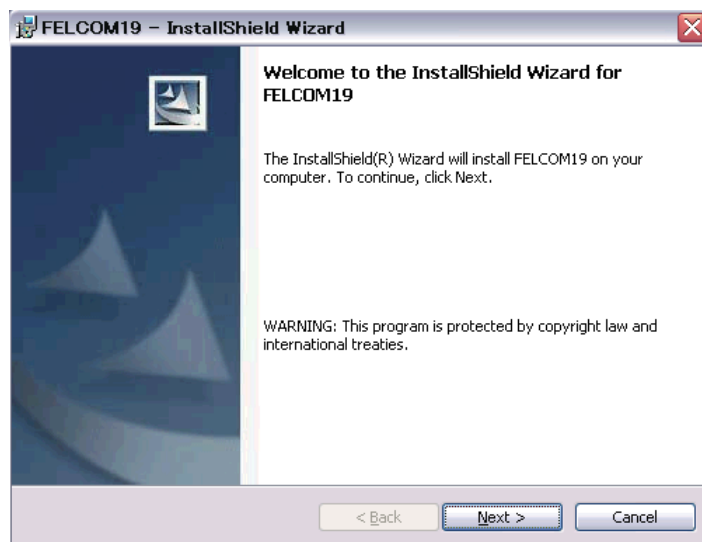 FELCOM19 - InstallShield Wizard
Welcome to the InstallShield Wizard for
FELCOM19
The InstallShield(R) Wizard will install FELCOM19 on your
computer. To continue, click Next.
WARNING: This program is protected by copyright law and
international treaties.
< Back
Next >
Cancel